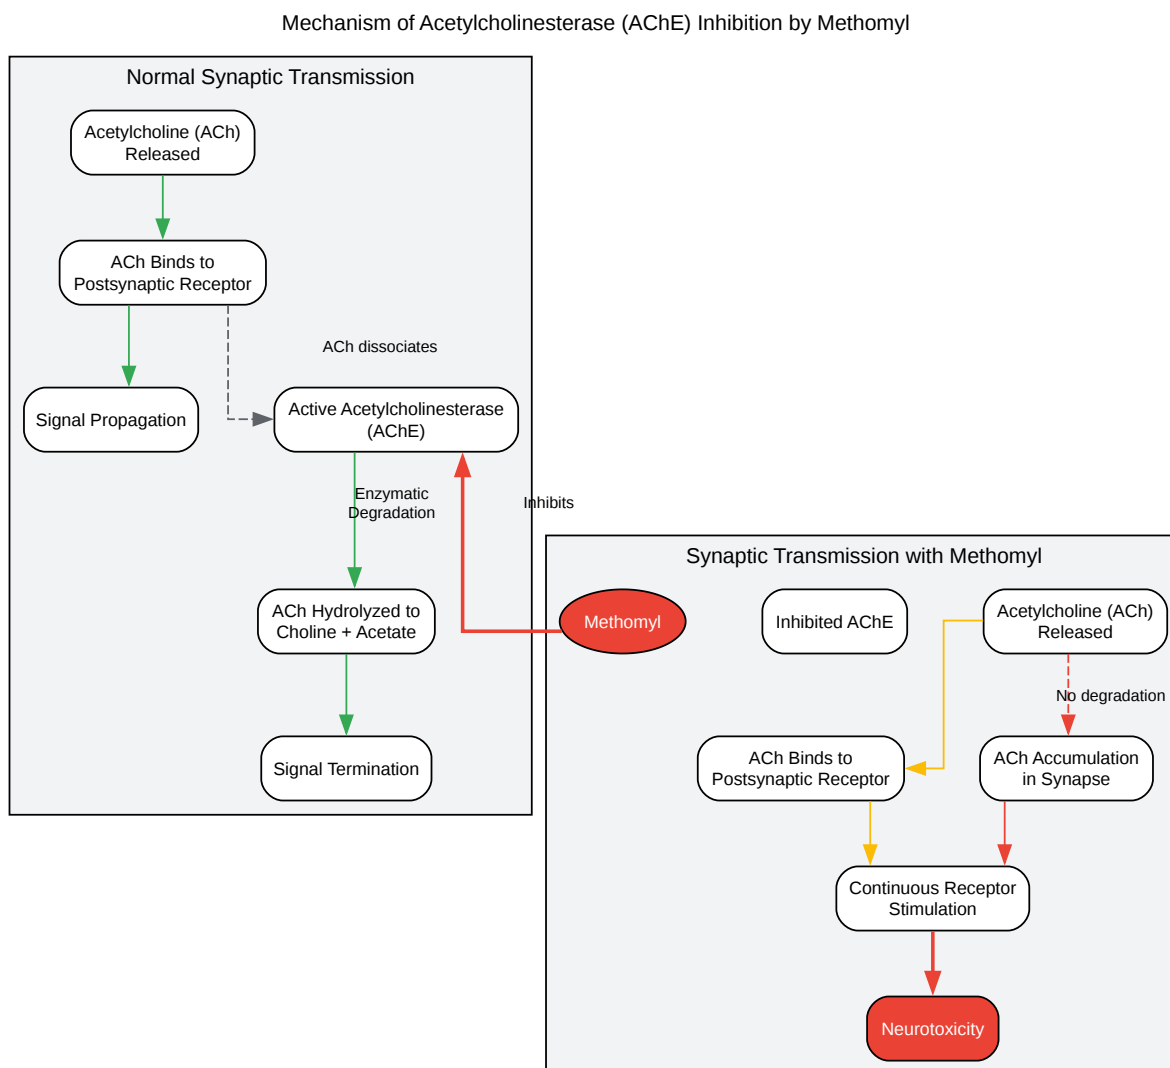 Mechanism of Acetylcholinesterase (AChE) Inhibition by Methomyl
Normal Synaptic Transmission
Acetylcholine (ACh)
Released
ACh Binds to
Postsynaptic Receptor
ACh dissociates
Signal Propagation
Active Acetylcholinesterase
(AChE)
Enzymatic
Degradation
Inhibits
ACh Hydrolyzed to
Choline + Acetate
Signal Termination
Synaptic Transmission with Methomyl
Methomyl
Inhibited AChE
Acetylcholine (ACh)
Released
No degradation
ACh Binds to
Postsynaptic Receptor
ACh Accumulation
in Synapse
Continuous Receptor
Stimulation
Neurotoxicity